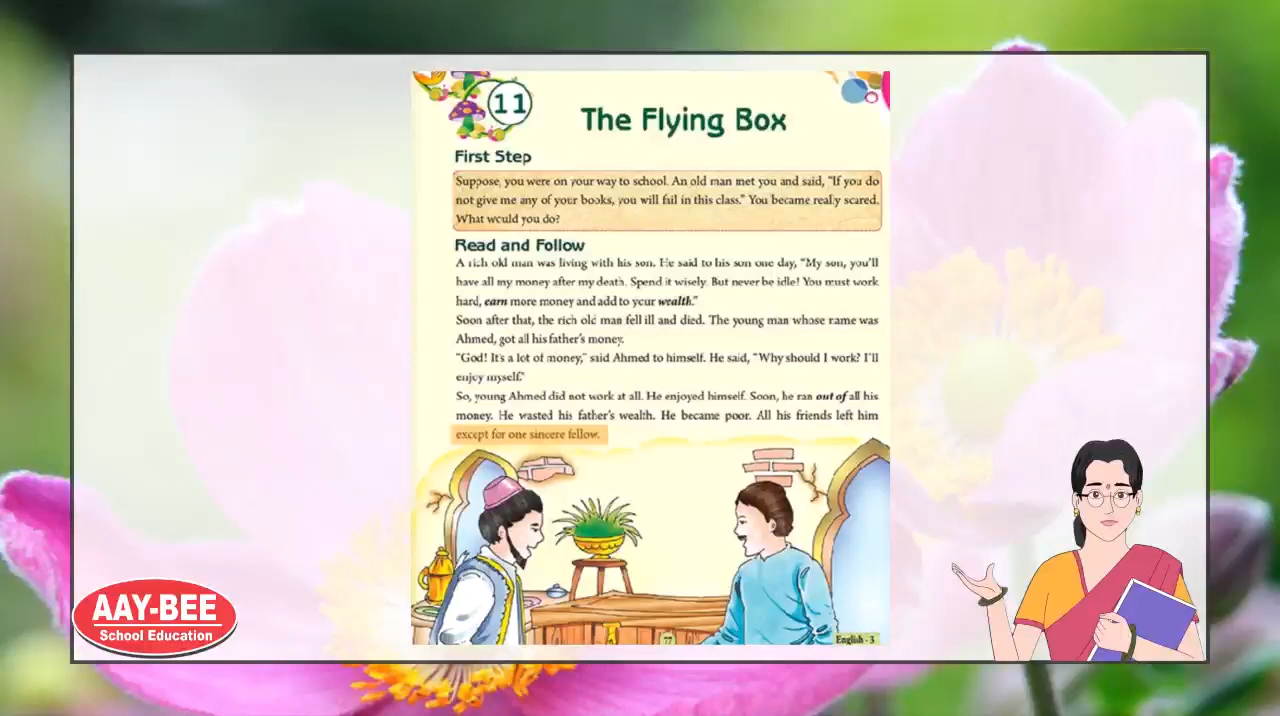 11
The Flying Box
First Step
Suppose, you were on your way to school. An old man met you and said, "If you do
not give me any of your books, you will fail in this class." You became really scared.
What would you do?
Read and Follow
A rich old man was living with his son. He said to his son one day, "My son, you'll
have all my money after my death. Spend it wisely. But never be idle! You must work
hard, earn more money and add to your wealth."
Soon after that, the rich old man fell ill and died. The young man whose name was
Ahmed, got all his father's money.
"God! It's a lot of money," said Ahmed to himself. He said, "Why should I work? I'll
enjoy myself."
So, young Ahmed did not work at all. He enjoyed himself. Soon, he ran out of all his
money. He wasted his father's wealth. He became poor. All his friends left him
except for one sincere fellow.
77
English - 3
AAY-BEE
School Education